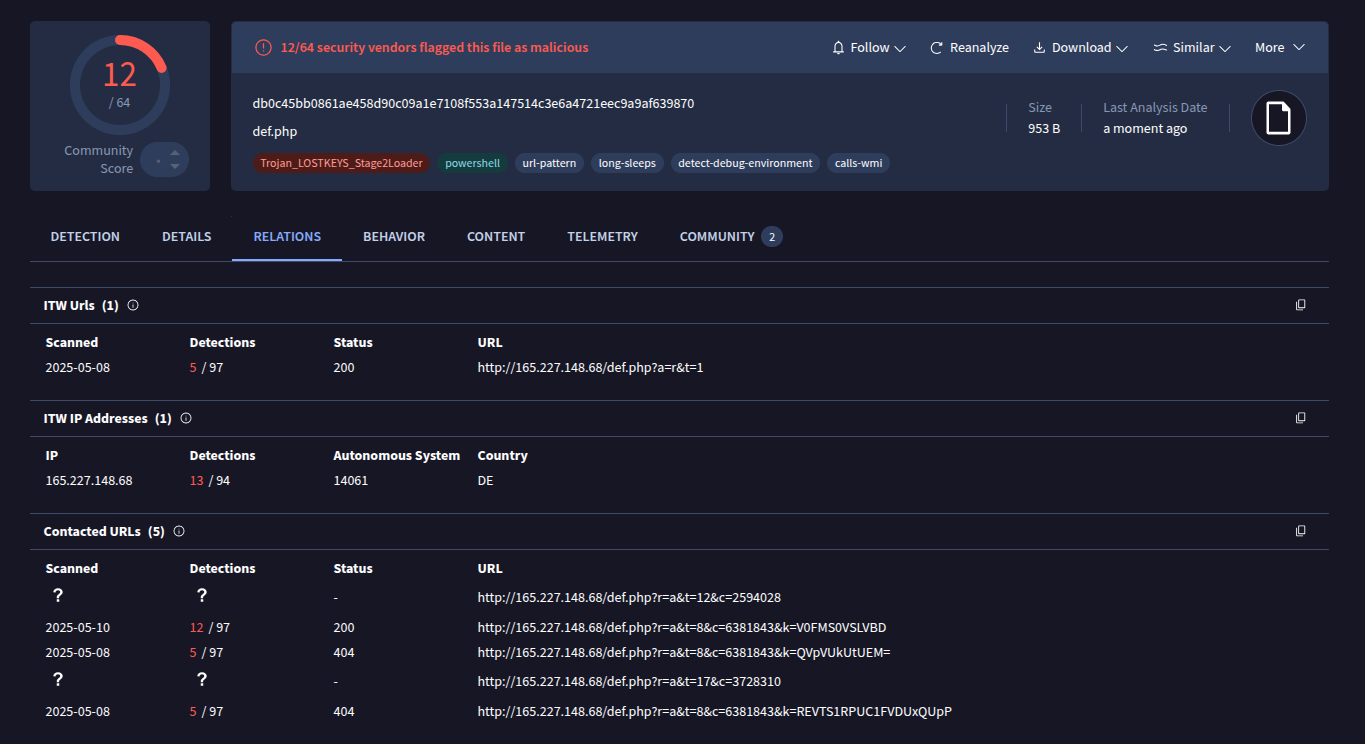 12
/ 64
Community Score
12/64 security vendors flagged this file as malicious
Follow Reanalyze Download Similar More
db0c45bb0861ae458d90c09a1e7108f553a147514c3e6a4721eec9a9af639870
def.php
Size
953 B
Last Analysis Date
a moment ago
Trojan_LOSTKEYS_Stage2Loader powershell url-pattern long-sleeps detect-debug-environment calls-wmi
DETECTION DETAILS RELATIONS BEHAVIOR CONTENT TELEMETRY COMMUNITY 2
ITW Urls (1)
Scanned Detections Status URL
2025-05-08 5 / 97 200 http://165.227.148.68/def.php?a=r&t=1
ITW IP Addresses (1)
IP Detections Autonomous System Country
165.227.148.68 13 / 94 14061 DE
Contacted URLs (5)
Scanned Detections Status URL
? ? - http://165.227.148.68/def.php?r=a&t=12&c=2594028
2025-05-10 12 / 97 200 http://165.227.148.68/def.php?r=a&t=8&c=6381843&k=V0FMS0VSLVBD
2025-05-08 5 / 97 404 http://165.227.148.68/def.php?r=a&t=8&c=6381843&k=QVpVUkUtUEM=
? ? - http://165.227.148.68/def.php?r=a&t=17&c=3728310
2025-05-08 5 / 97 404 http://165.227.148.68/def.php?r=a&t=8&c=6381843&k=REVTS1RPUC1FVDUxQUpP